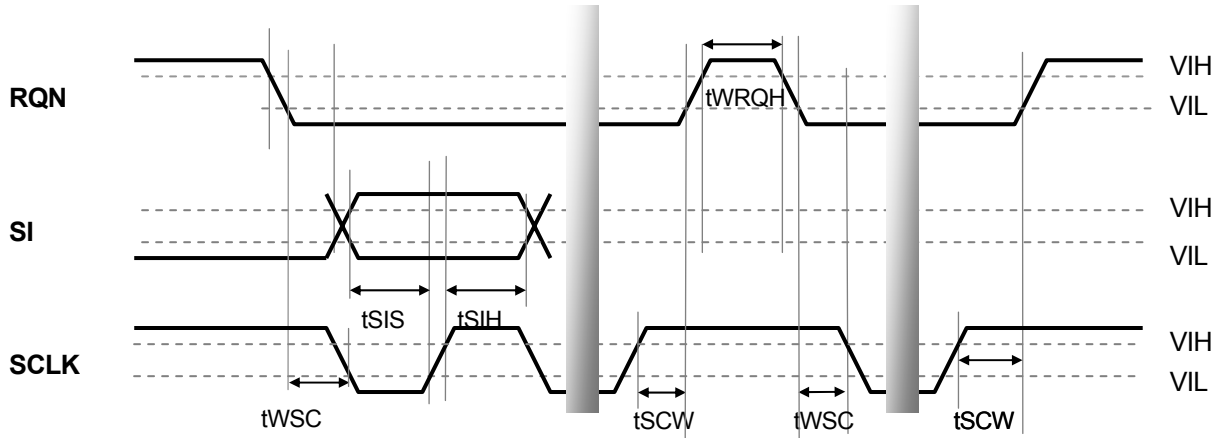 VIH
RQN
tWRQH
VIL
VIH
SI
VIL
tSIS
tSIH
VIH
SCLK
VIL
tWSC
tSCW
tWSC
tSCW